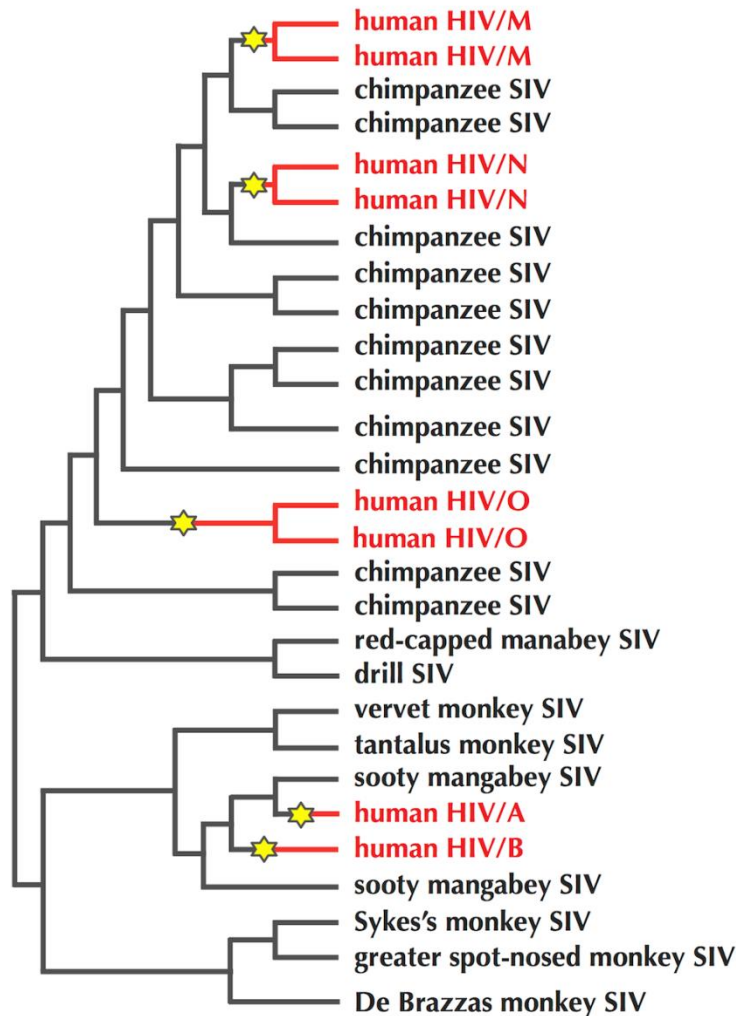 human HIV/M
human HIV/M
chimpanzee SIV
chimpanzee SIV
human HIV/N
human HIV/N
chimpanzee SIV
chimpanzee SIV
chimpanzee SIV
chimpanzee SIV
chimpanzee SIV
chimpanzee SIV
chimpanzee SIV
human HIV/O
human HIV/O
chimpanzee SIV
chimpanzee SIV
red-capped manabey SIV
drill SIV
vervet monkey SIV
tantalus monkey SIV
sooty mangabey SIV
human HIV/A
human HIV/B
sooty mangabey SIV
Sykes's monkey SIV
greater spot-nosed monkey SIV
De Brazzas monkey SIV